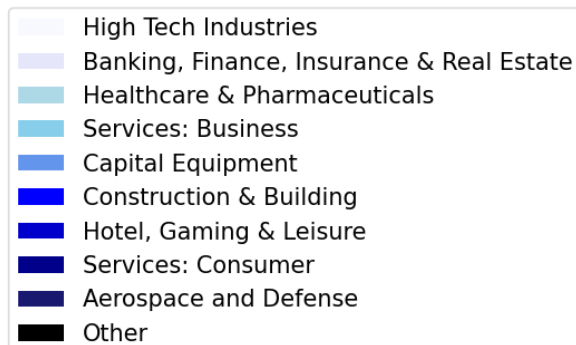 High Tech Industries
Banking, Finance, Insurance & Real Estate
Healthcare & Pharmaceuticals
Services: Business
Capital Equipment
Construction & Building
Hotel, Gaming & Leisure
Services: Consumer
Aerospace and Defense
Other